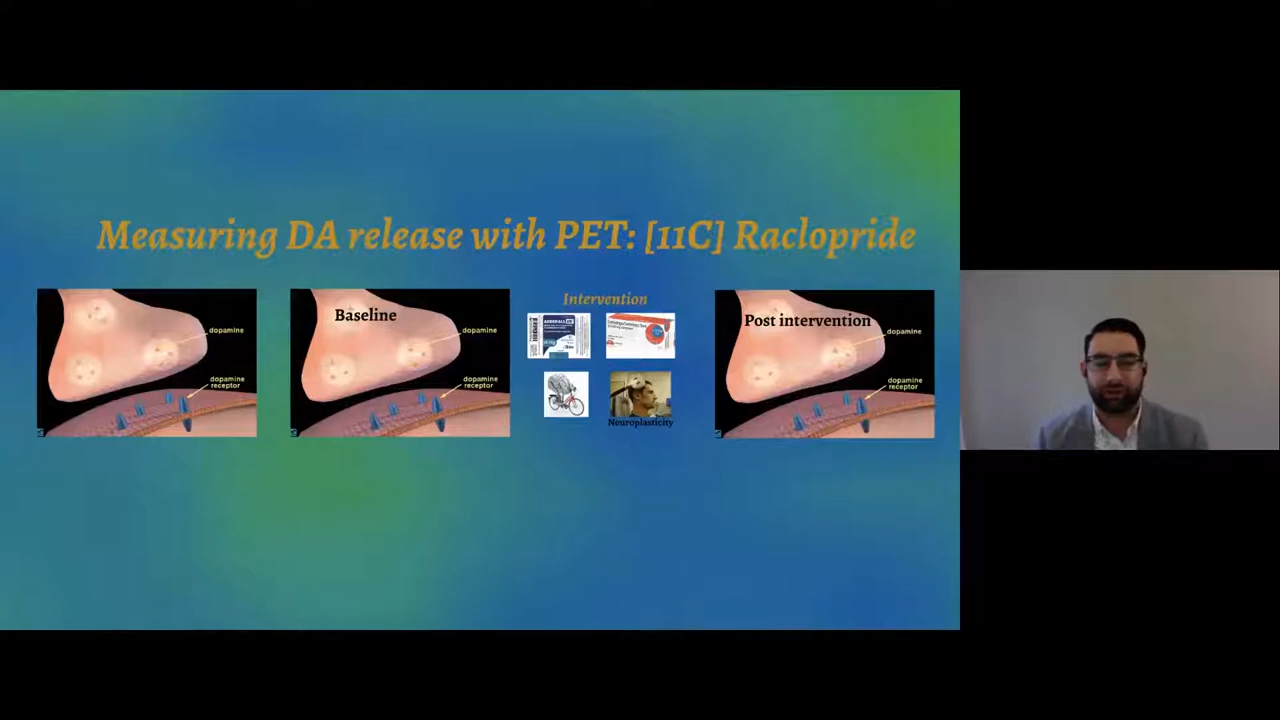 Measuring DA release with PET: [11C] Raclopride
dopamine
dopamine
receptor
Baseline
dopamine
dopamine
receptor
Intervention
ADDERALL
Neuroplasticity
Post intervention
dopamine
dopamine
receptor